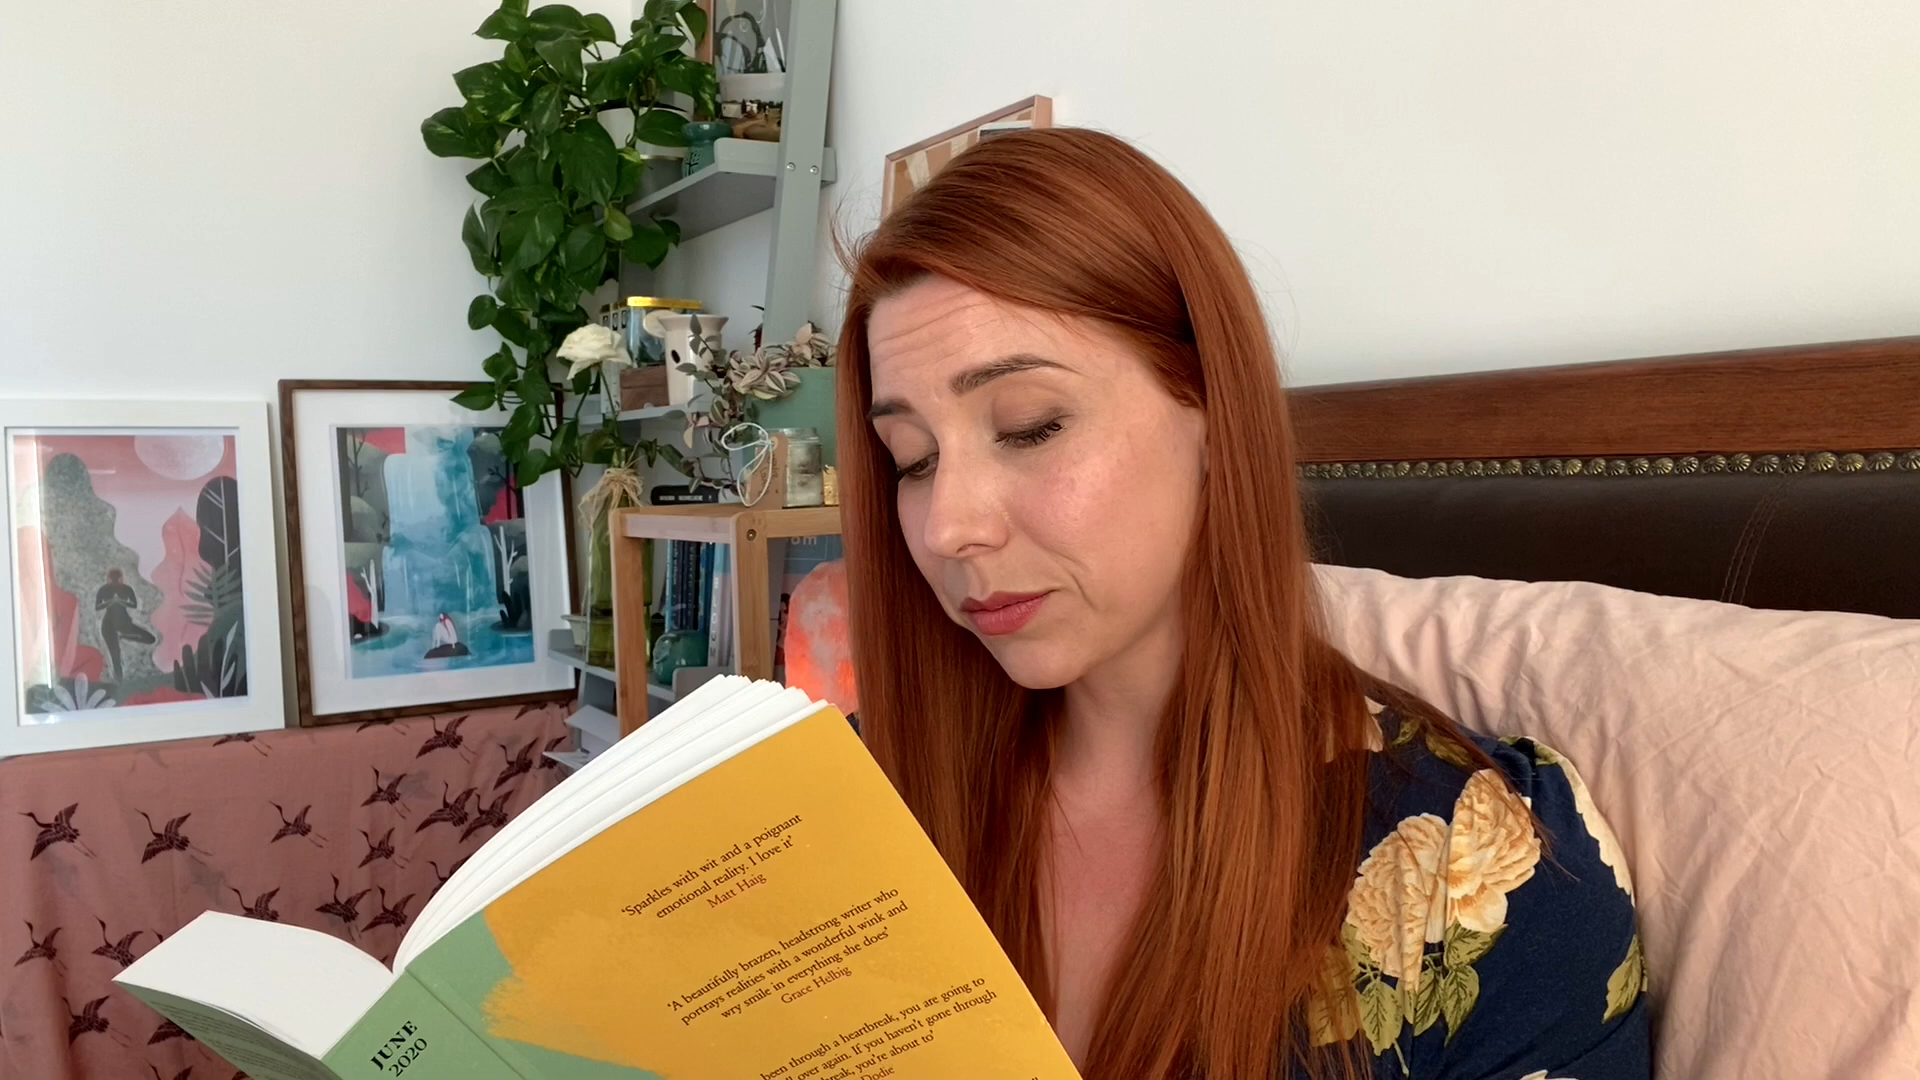 'Sparkles with wit and a poignant
emotional reality. I love it'
Matt Haig
'A beautifully brazen, headstrong writer who
portrays realities with a wonderful wink and
wry smile in everything she does'
Grace Helbig
been through a heartbreak, you are going to
all over again. If you haven't gone through
break, you're about to'
Dodie
JUNE
2020